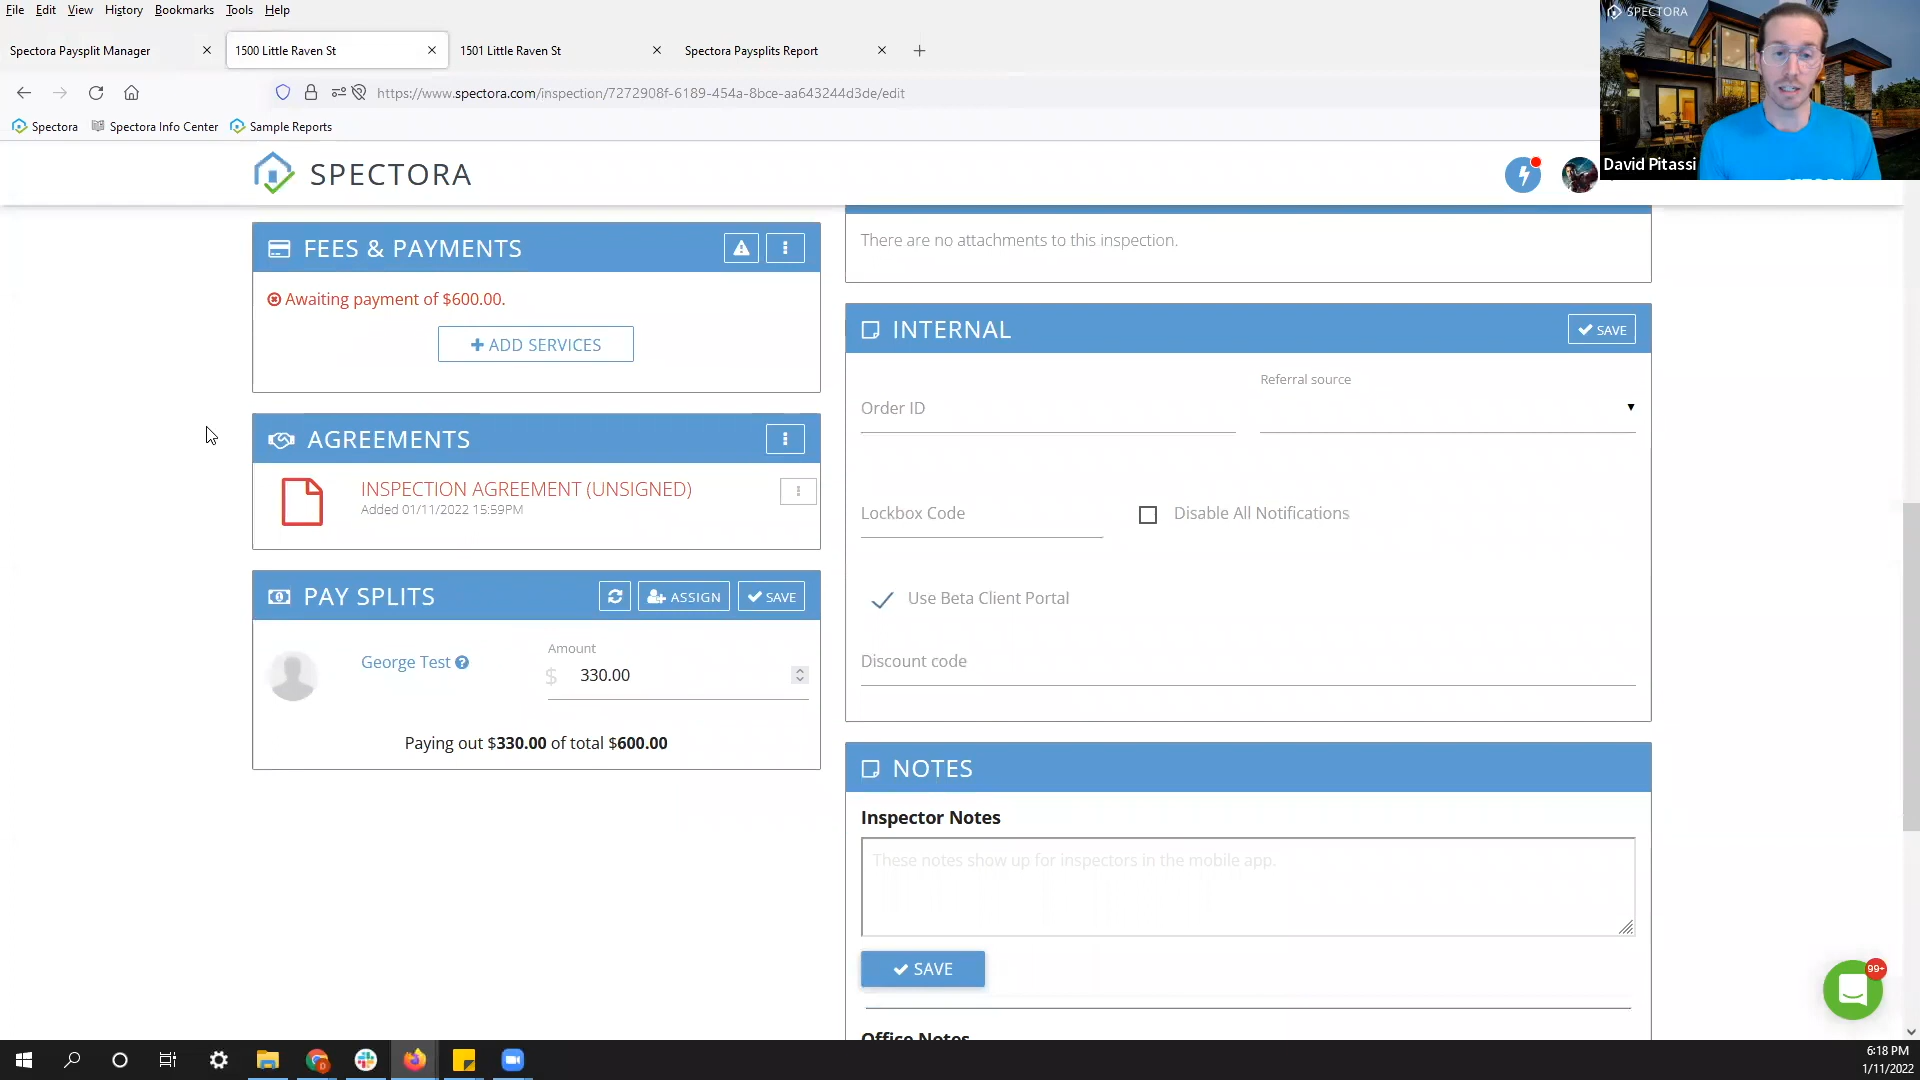 File Edit View History Bookmarks Tools Help
SPECTORA
Spectora Paysplit Manager
1500 Little Raven St
1501 Little Raven St
Spectora Paysplits Report
https://www.spectora.com/inspection/7272908f-6189-454a-8bce-aa643244d3de/edit
Spectora
Spectora Info Center
Sample Reports
David Pitassi
SPECTORA
FEES & PAYMENTS
Awaiting payment of $600.00.
ADD SERVICES
AGREEMENTS
INSPECTION AGREEMENT (UNSIGNED)
Added 01/11/2022 15:59PM
PAY SPLITS
ASSIGN
SAVE
George Test
Amount
$ 330.00
Paying out $330.00 of total $600.00
There are no attachments to this inspection.
INTERNAL
SAVE
Referral source
Order ID
Lockbox Code
Disable All Notifications
Use Beta Client Portal
Discount code
NOTES
Inspector Notes
These notes show up for inspectors in the mobile app.
SAVE
Office Notes
99+
6:18 PM
1/11/2022